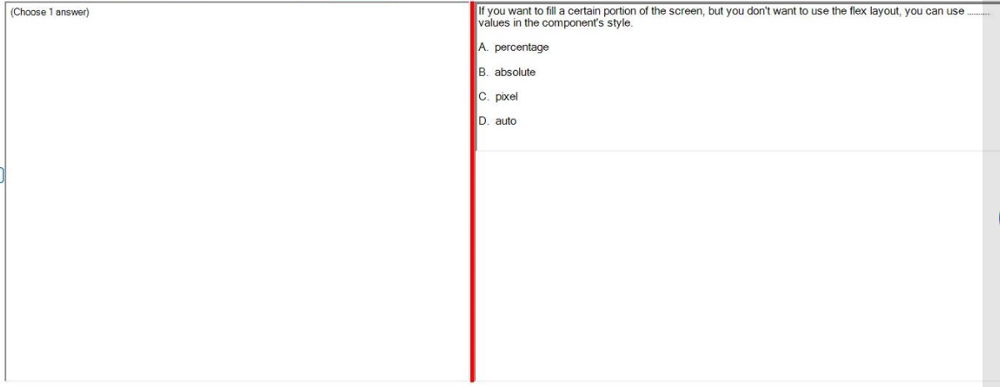 (Choose 1 answer)
If you want to fill a certain portion of the screen, but you don't want to use the flex layout, you can use ..........
values in the component's style.
A. percentage
B. absolute
C. pixel
D. auto